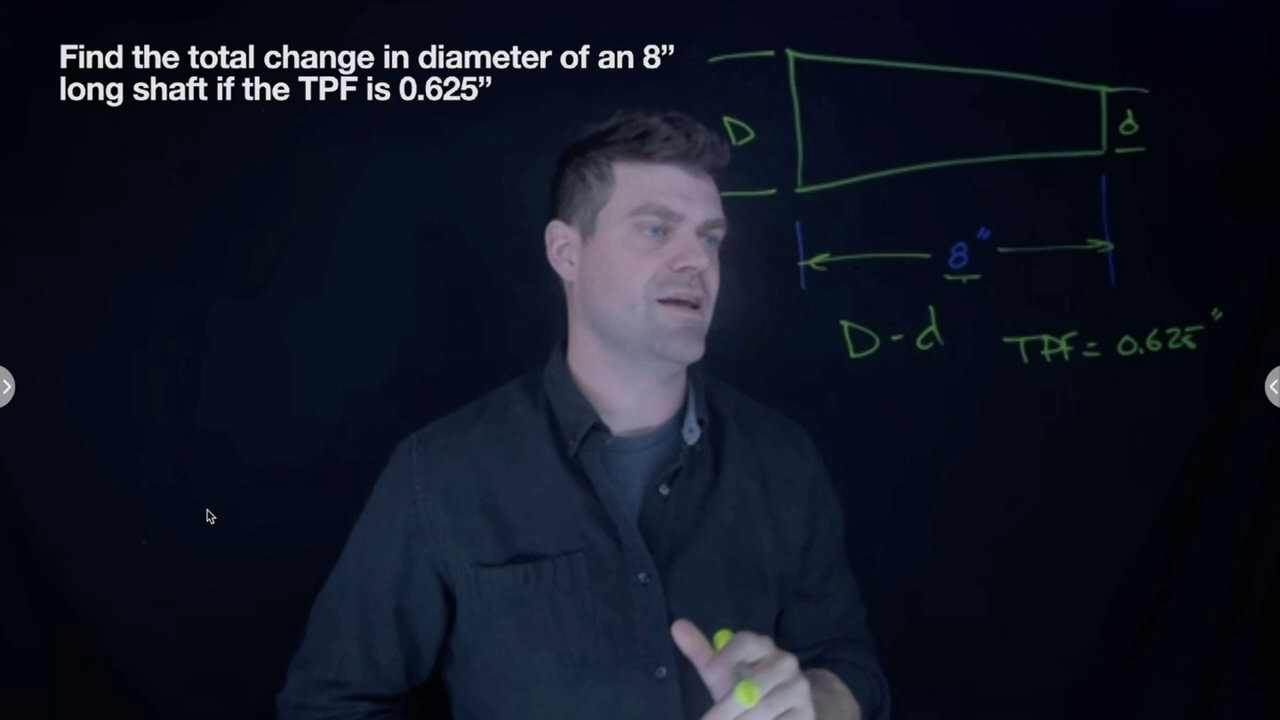 Find the total change in diameter of an 8”
long shaft if the TPF is 0.625”
D
d
8"
D-d
TPF = 0.625"